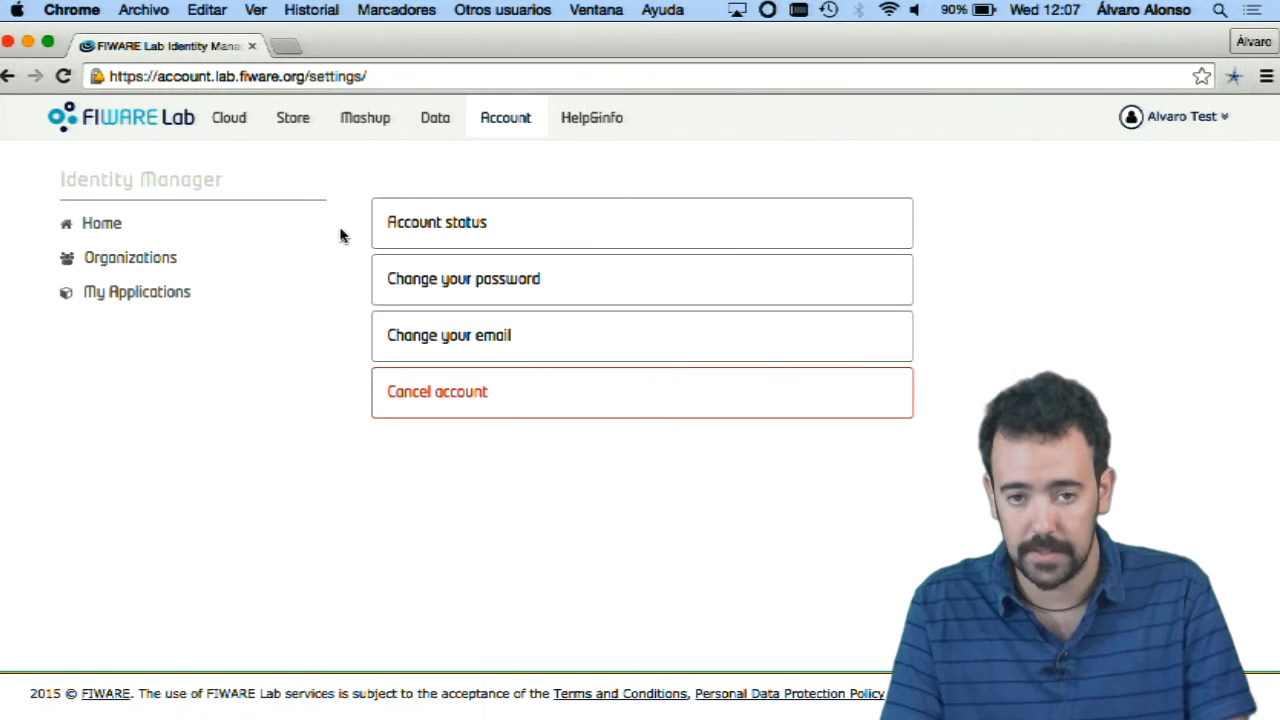 Chrome Archivo Editar Ver Historial Marcadores Otros usuarios Ventana Ayuda 90% Wed 12:07 Álvaro Alonso
FIWARE Lab Identity Mana Álvaro
https://account.lab.fiware.org/settings/
FIWARE Lab Cloud Store Mashup Data Account Help&info Alvaro Test
Identity Manager
Home
Organizations
My Applications
Account status
Change your password
Change your email
Cancel account
2015 © FIWARE. The use of FIWARE Lab services is subject to the acceptance of the Terms and Conditions, Personal Data Protection Policy